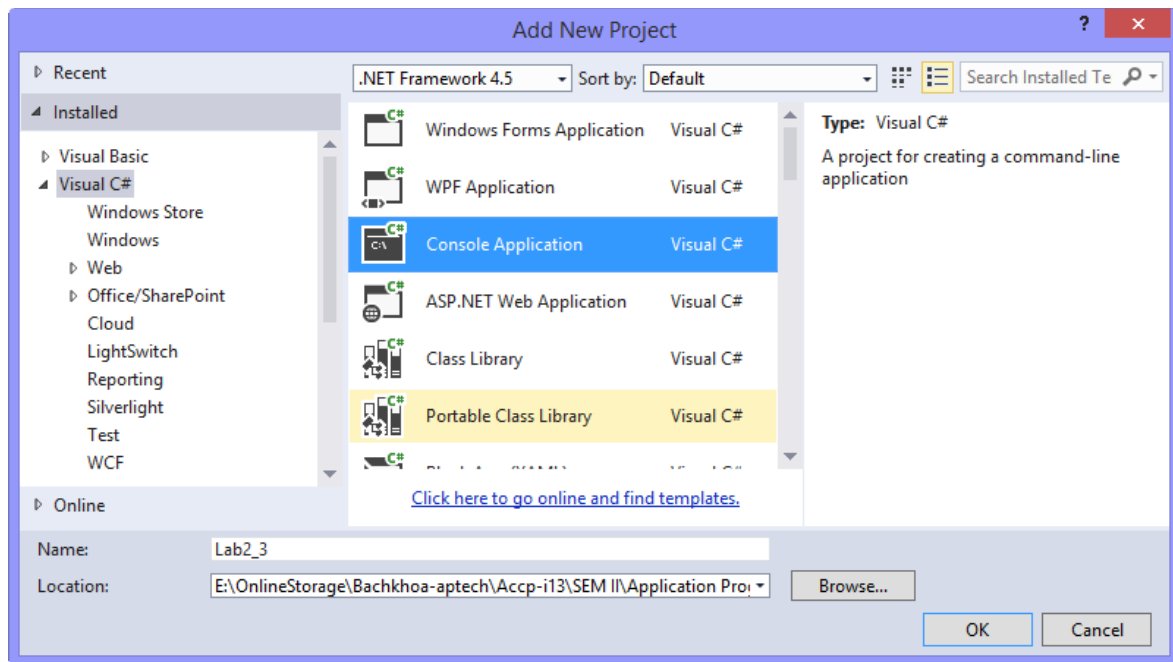 Add New Project
?
Recent
Installed
Visual Basic
Visual C#
Windows Store
Windows
Web
Office/SharePoint
Cloud
LightSwitch
Reporting
Silverlight
Test
WCF
Online
.NET Framework 4.5 Sort by: Default
Search Installed Te
C# Windows Forms Application Visual C#
C# WPF Application Visual C#
C# C:\ Console Application Visual C#
C# ASP.NET Web Application Visual C#
C# Class Library Visual C#
C# Portable Class Library Visual C#
C#
Click here to go online and find templates.
Type: Visual C#
A project for creating a command-line
application
Name: Lab2_3
Location: E:\OnlineStorage\Bachkhoa-aptech\Accp-i13\SEM II\Application Pro
Browse...
OK Cancel